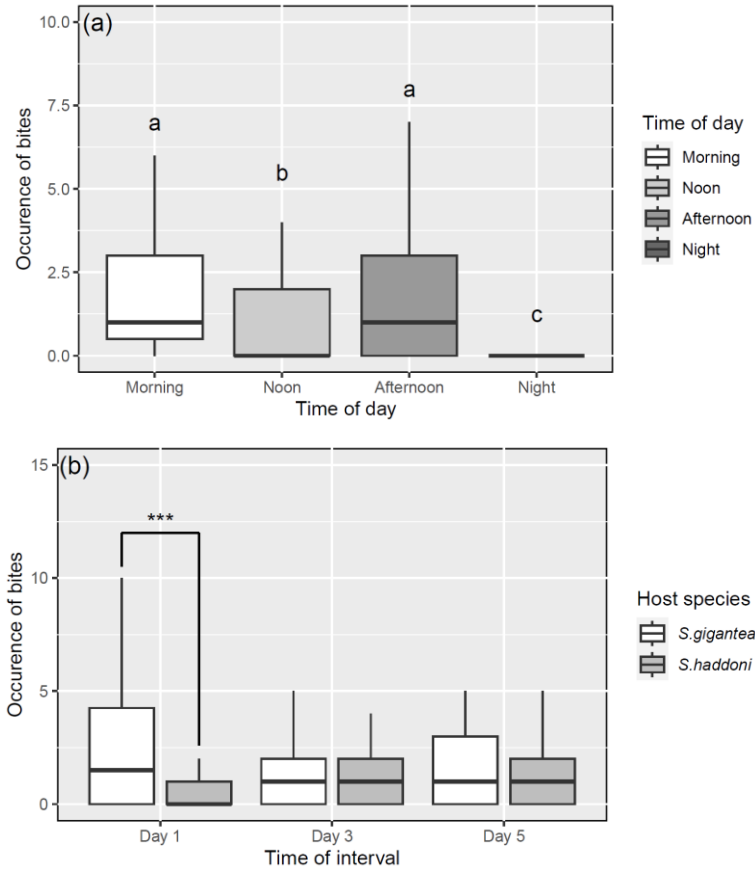 (a)
10.0
7.5
5.0
2.5
0.0
Occurence of bites
a
b
a
c
Morning Noon Afternoon Night
Time of day
Time of day
Morning
Noon
Afternoon
Night
(b)
15
10
5
0
Occurence of bites
***
Day 1 Day 3 Day 5
Time of interval
Host species
S.gigantea
S.haddoni